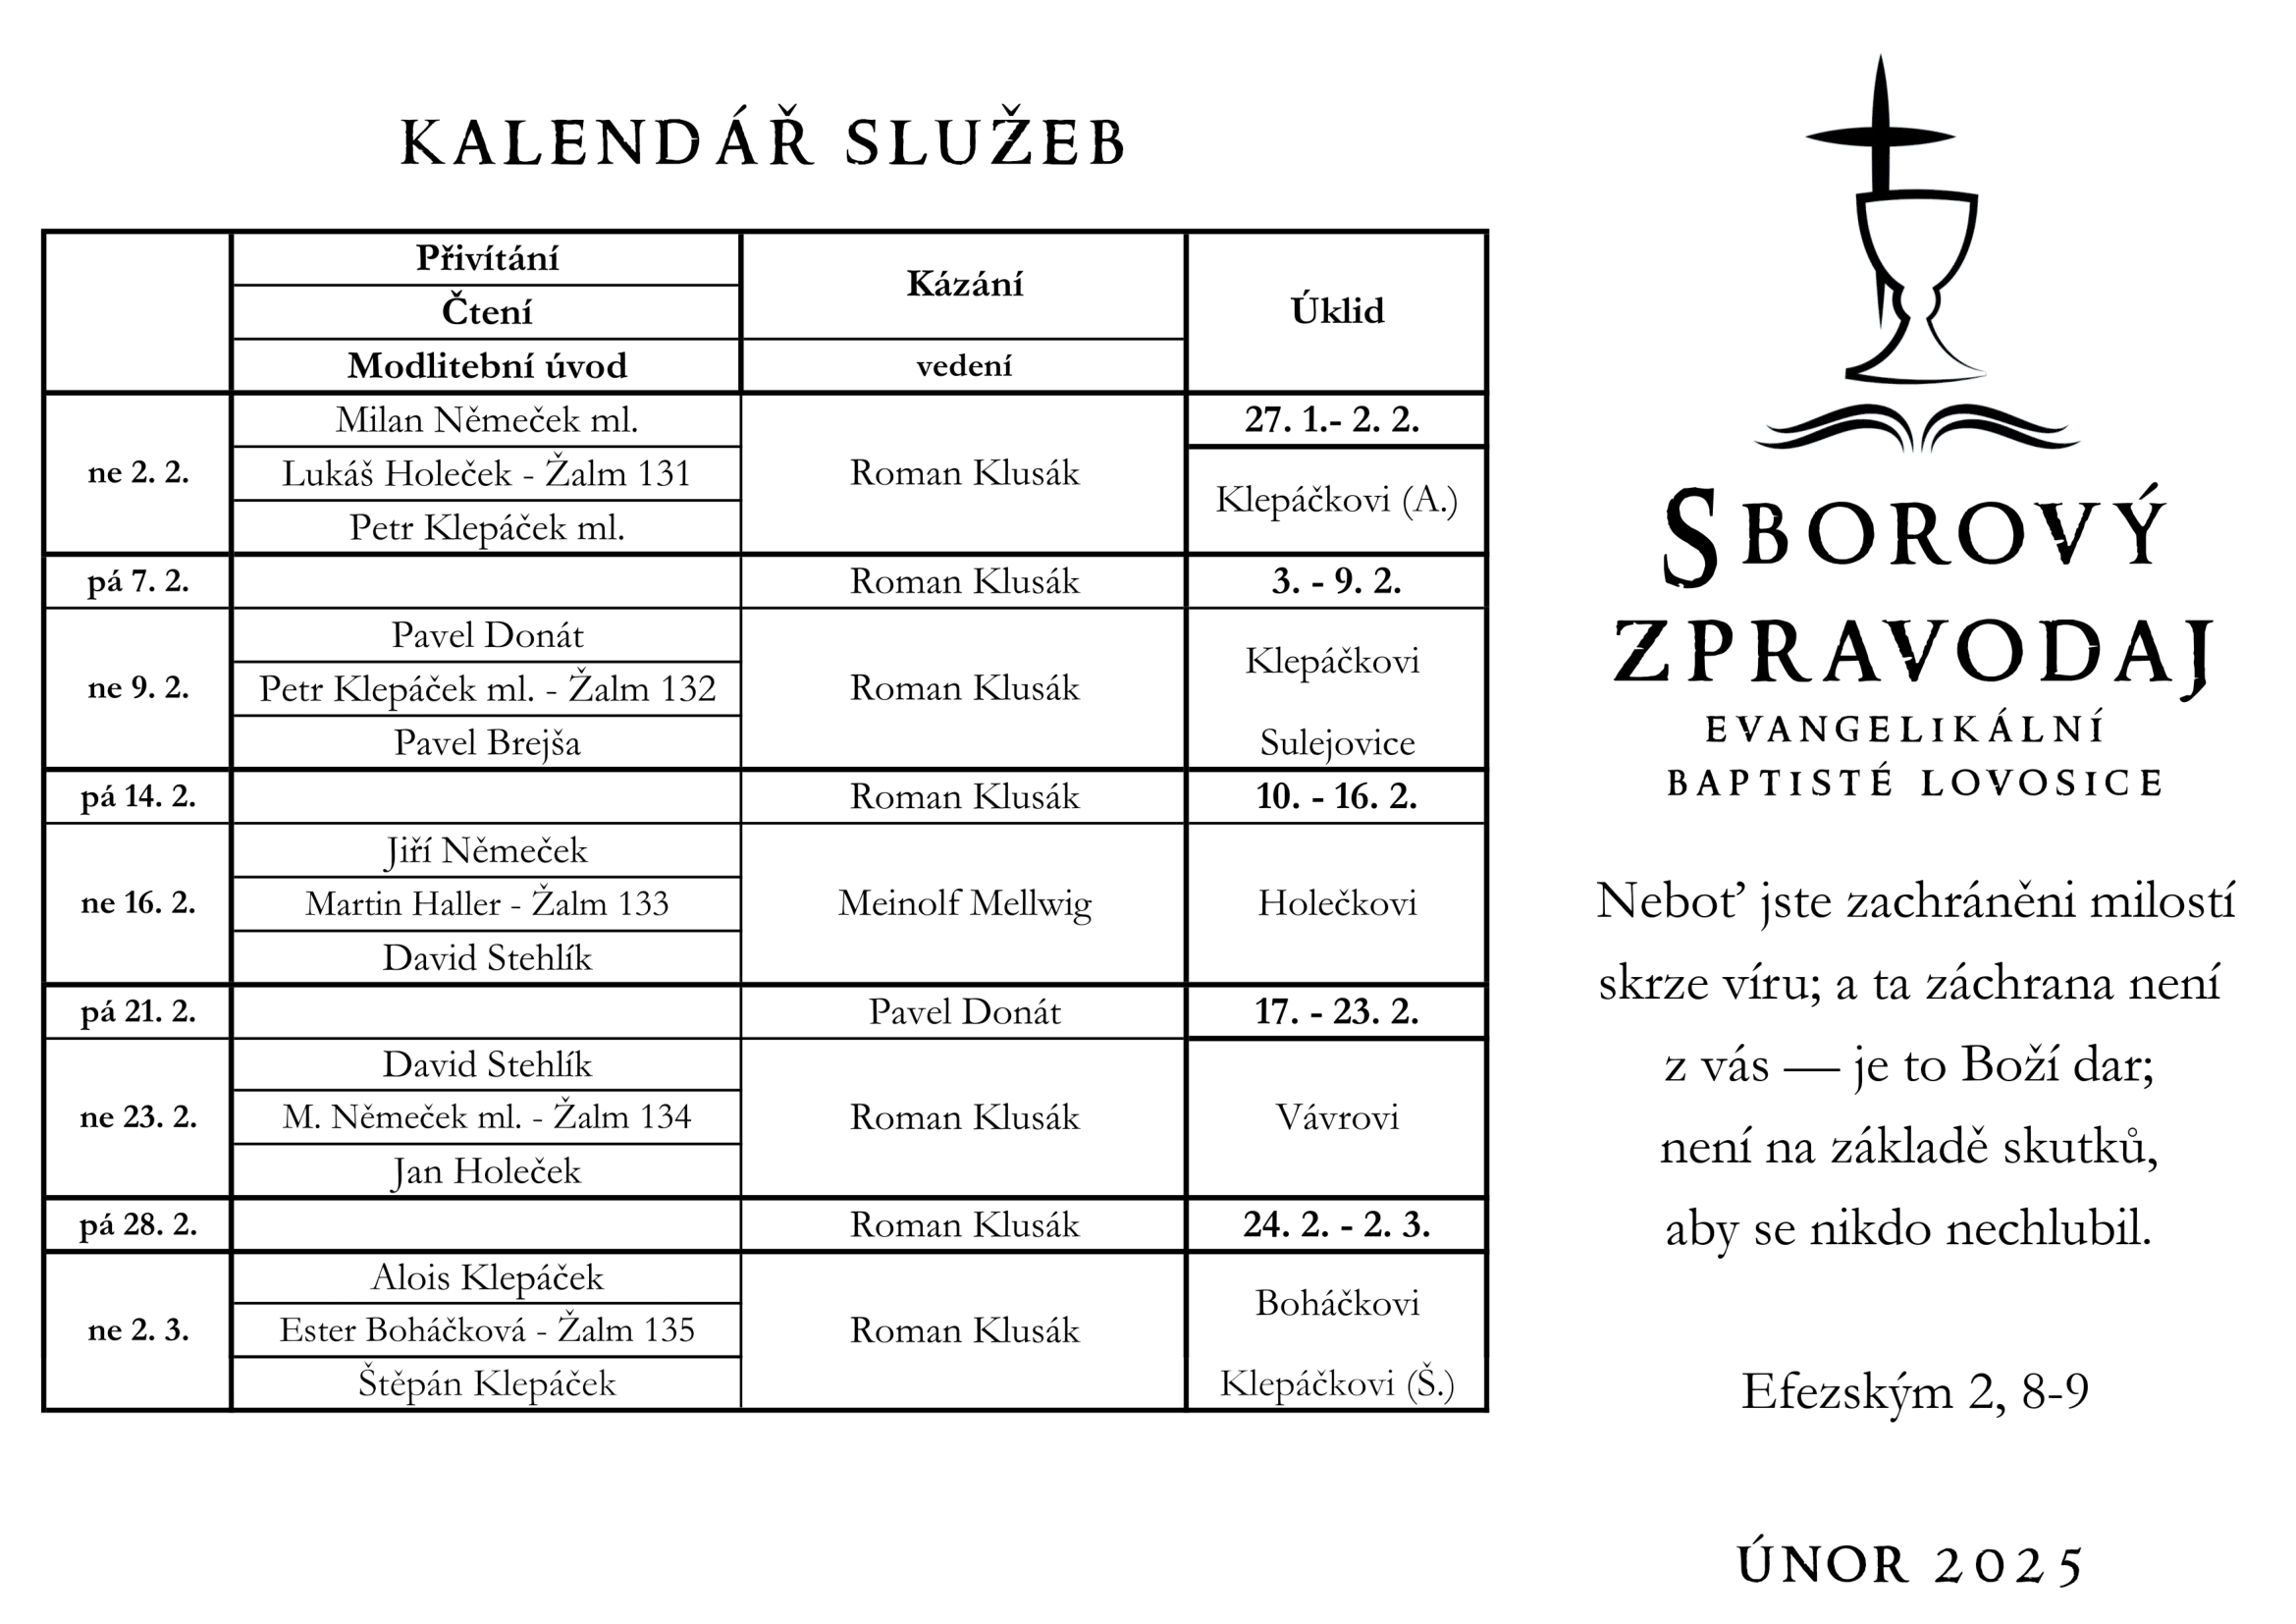 KALENDÁŘ SLUŽEB
Přivítání
Čtení
Modlitební úvod
Kázání
vedení
Úklid
ne 2. 2.
Milan Němeček ml.
Lukáš Holeček - Žalm 131
Petr Klepáček ml.
Roman Klusák
27. 1.- 2. 2.
Klepáčkovi (A.)
pá 7. 2.
Roman Klusák
3. - 9. 2.
ne 9. 2.
Pavel Donát
Petr Klepáček ml. - Žalm 132
Pavel Brejša
Roman Klusák
Klepáčkovi
Sulejovice
pá 14. 2.
Roman Klusák
10. - 16. 2.
ne 16. 2.
Jiří Němeček
Martin Haller - Žalm 133
David Stehlík
Meinolf Mellwig
Holečkovi
pá 21. 2.
Pavel Donát
17. - 23. 2.
ne 23. 2.
David Stehlík
M. Němeček ml. - Žalm 134
Jan Holeček
Roman Klusák
Vávrovi
pá 28. 2.
Roman Klusák
24. 2. - 2. 3.
ne 2. 3.
Alois Klepáček
Ester Boháčková - Žalm 135
Štěpán Klepáček
Roman Klusák
Boháčkovi
Klepáčkovi (Š.)
SBOROVÝ
ZPRAVODAJ
EVANGELIKÁLNÍ
BAPTISTÉ LOVOSICE
Neboť jste zachráněni milostí
skrze víru; a ta záchrana není
z vás — je to Boží dar;
není na základě skutků,
aby se nikdo nechlubil.
Efezským 2, 8-9
ÚNOR 2025